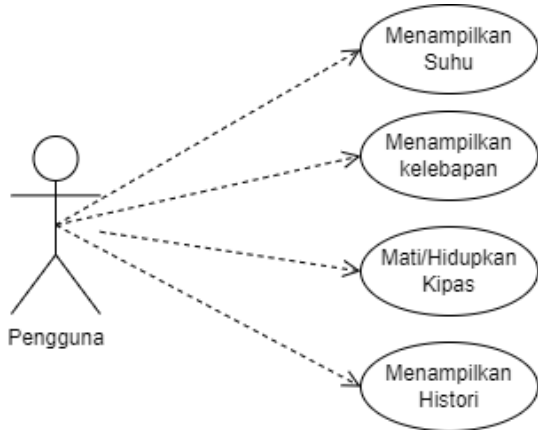 Menampilkan
Suhu
Menampilkan
kelebapan
Mati/Hidupkan
Kipas
Pengguna
Menampilkan
Histori